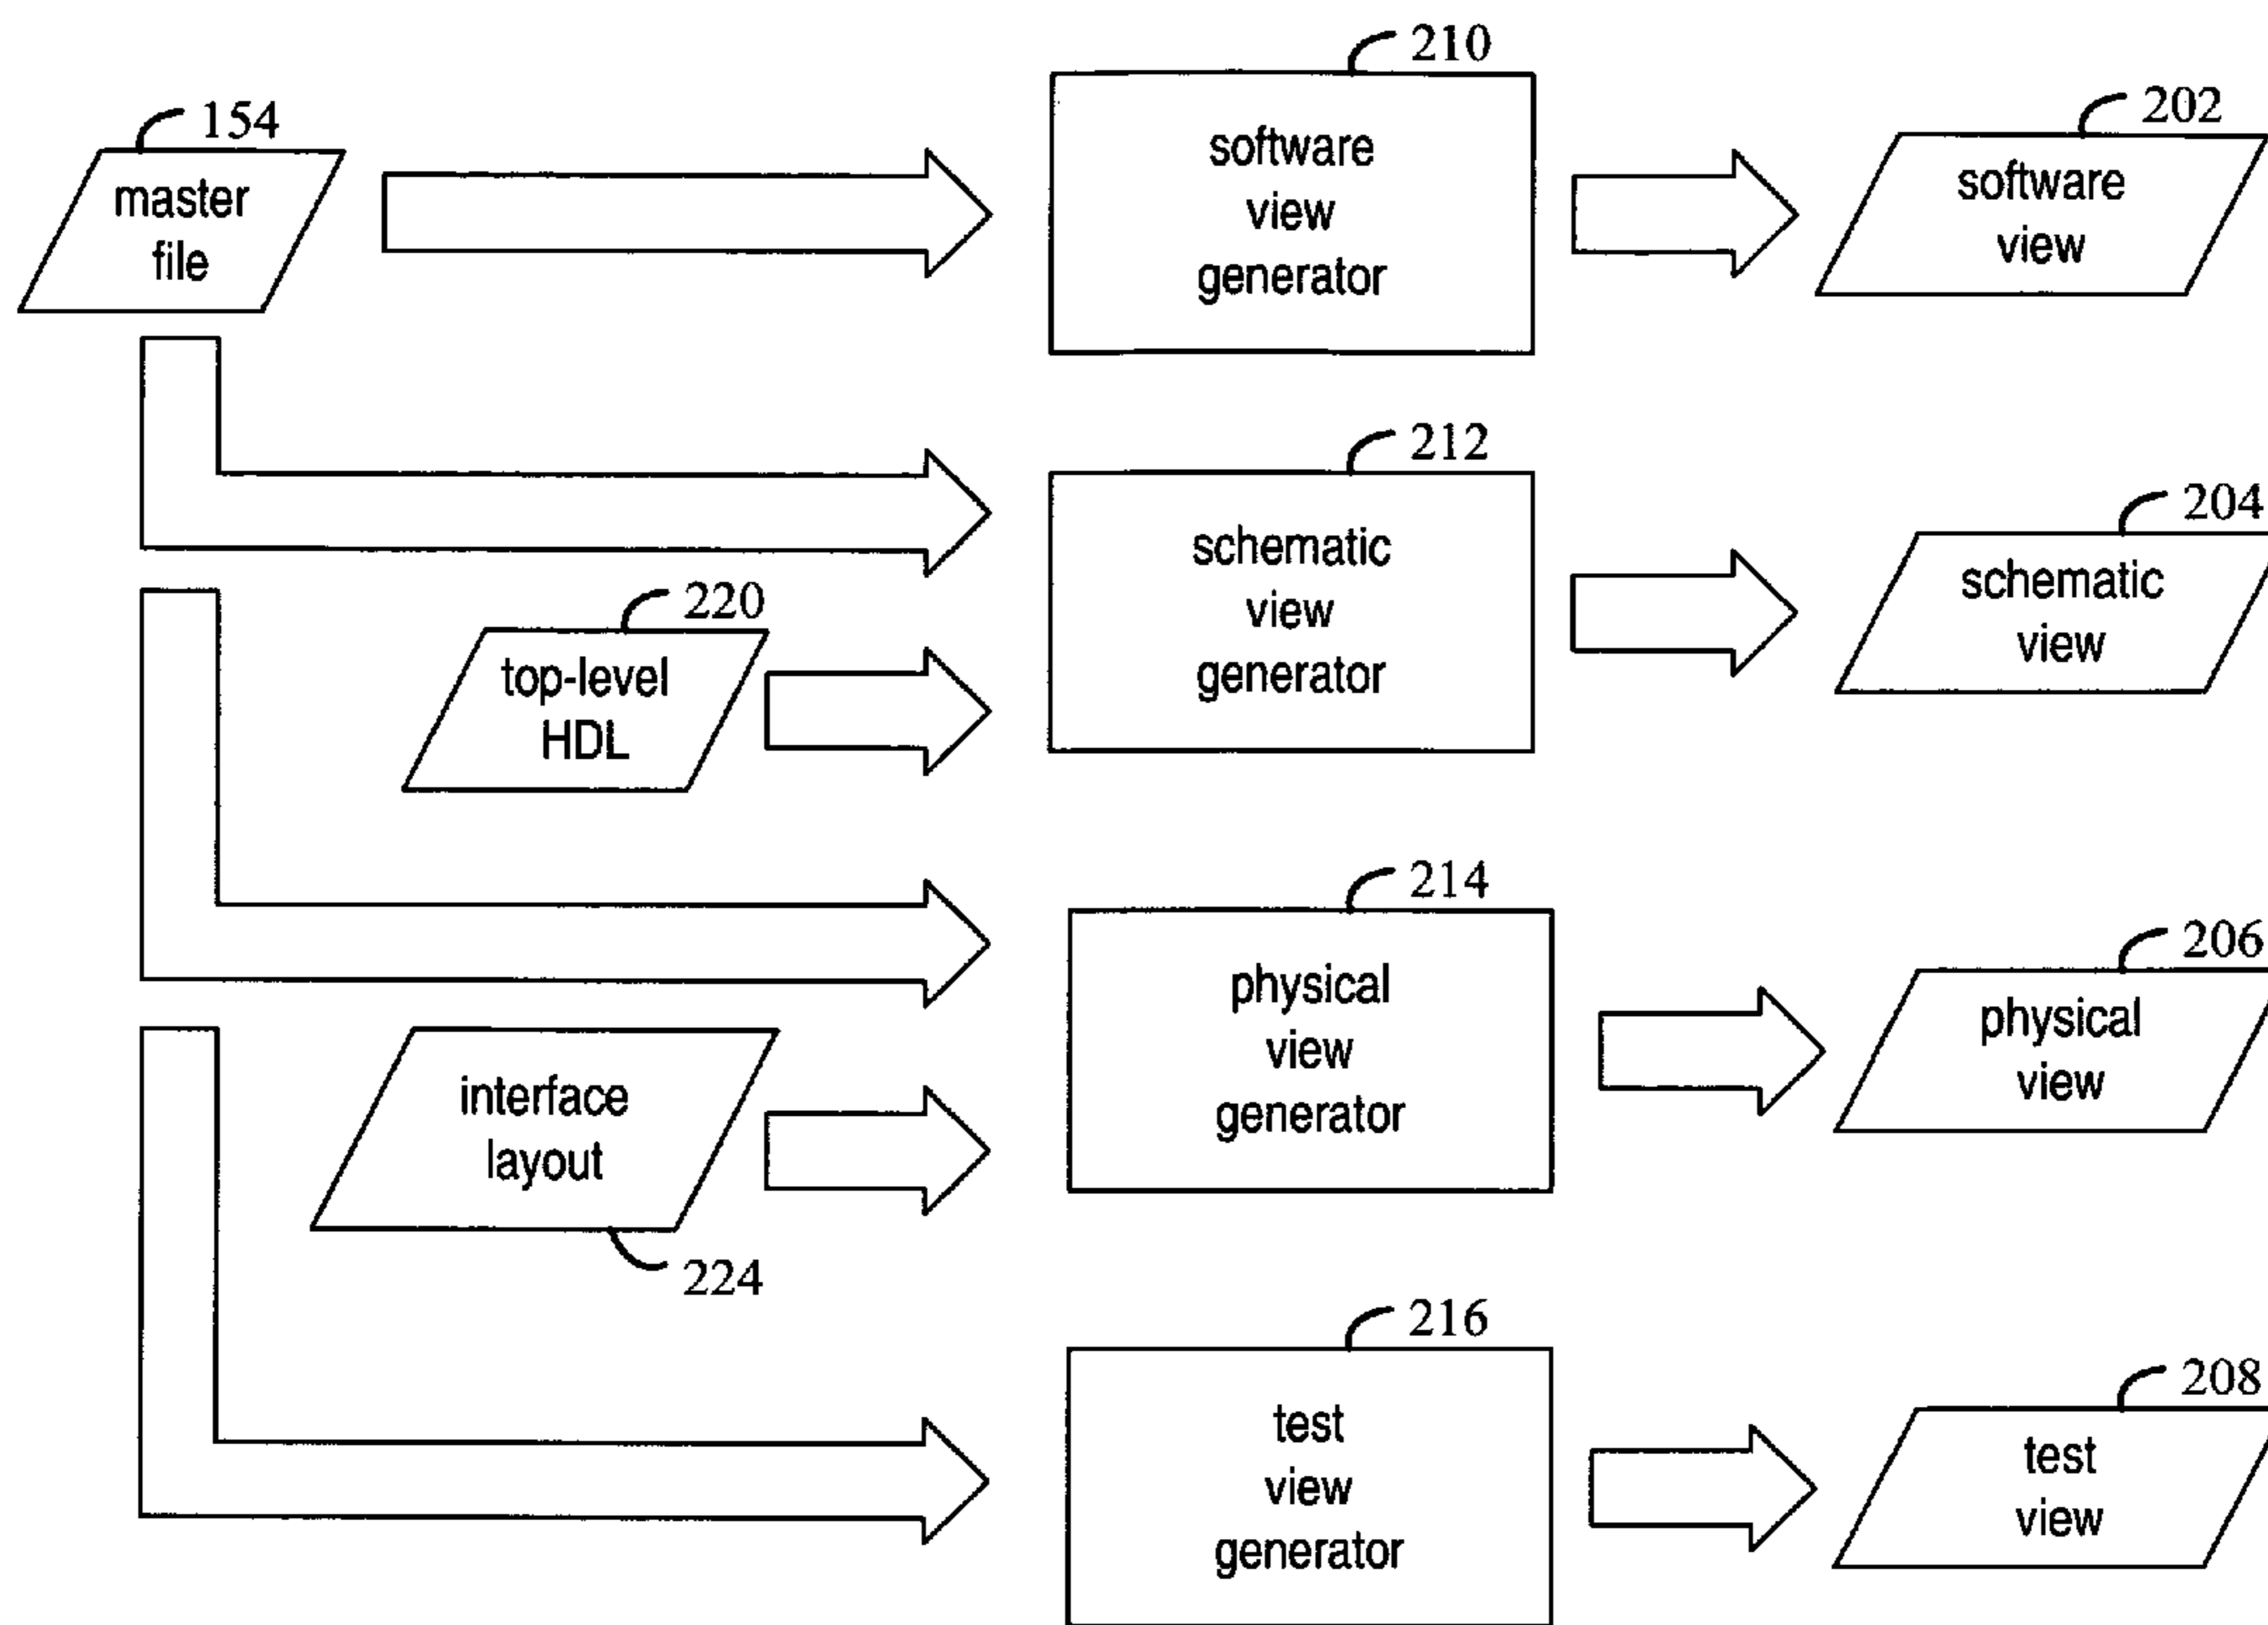 210
154
202
master
file
software
view
generator
software
view
212
204
220
schematic
view
generator
schematic
view
top-level
HDL
214
206
physical
view
generator
physical
view
interface
layout
224
216
208
test
view
generator
test
view